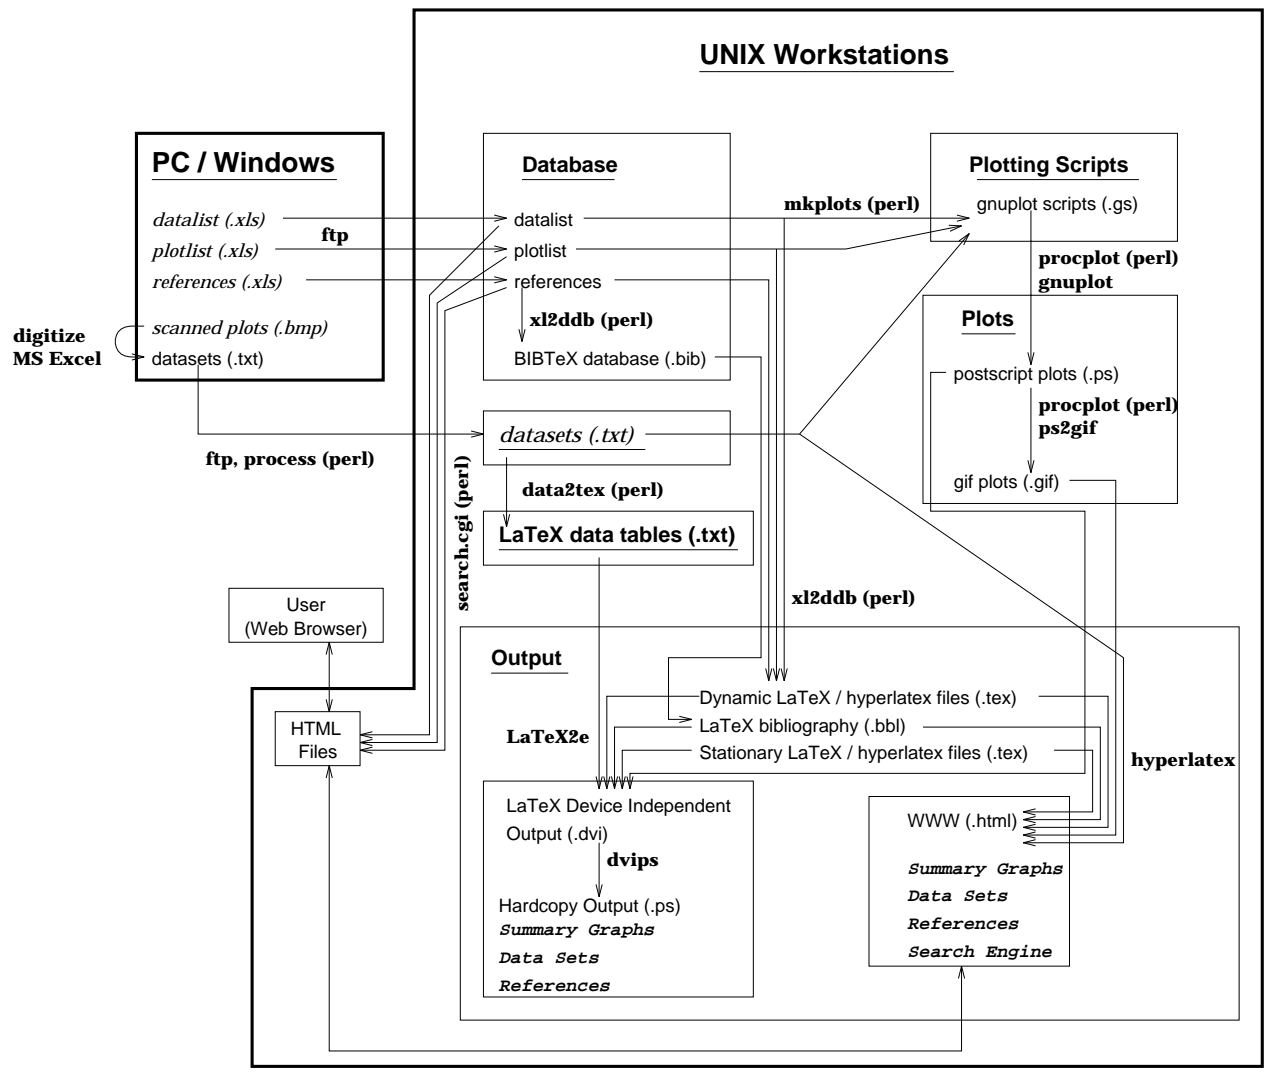 UNIX Workstations
PC / Windows
datalist (.xls)
plotlist (.xls)
references (.xls)
scanned plots (.bmp)
datasets (.txt)
digitize
MS Excel
ftp
ftp, process (perl)
Database
datalist
plotlist
references
xl2ddb (perl)
BIBTeX database (.bib)
datasets (.txt)
data2tex (perl)
LaTeX data tables (.txt)
mkplots (perl)
Plotting Scripts
gnuplot scripts (.gs)
procplot (perl)
gnuplot
Plots
postscript plots (.ps)
procplot (perl)
ps2gif
gif plots (.gif)
search.cgi (perl)
xl2ddb (perl)
User
(Web Browser)
HTML
Files
Output
Dynamic LaTeX / hyperlatex files (.tex)
LaTeX bibliography (.bbl)
Stationary LaTeX / hyperlatex files (.tex)
LaTeX2e
hyperlatex
LaTeX Device Independent
Output (.dvi)
dvips
Hardcopy Output (.ps)
Summary Graphs
Data Sets
References
WWW (.html)
Summary Graphs
Data Sets
References
Search Engine